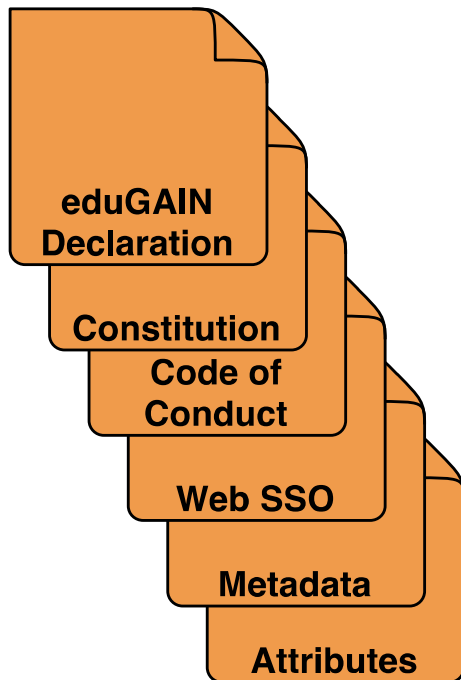 eduGAIN
Declaration
Constitution
Code of
Conduct
Web SSO
Metadata
Attributes